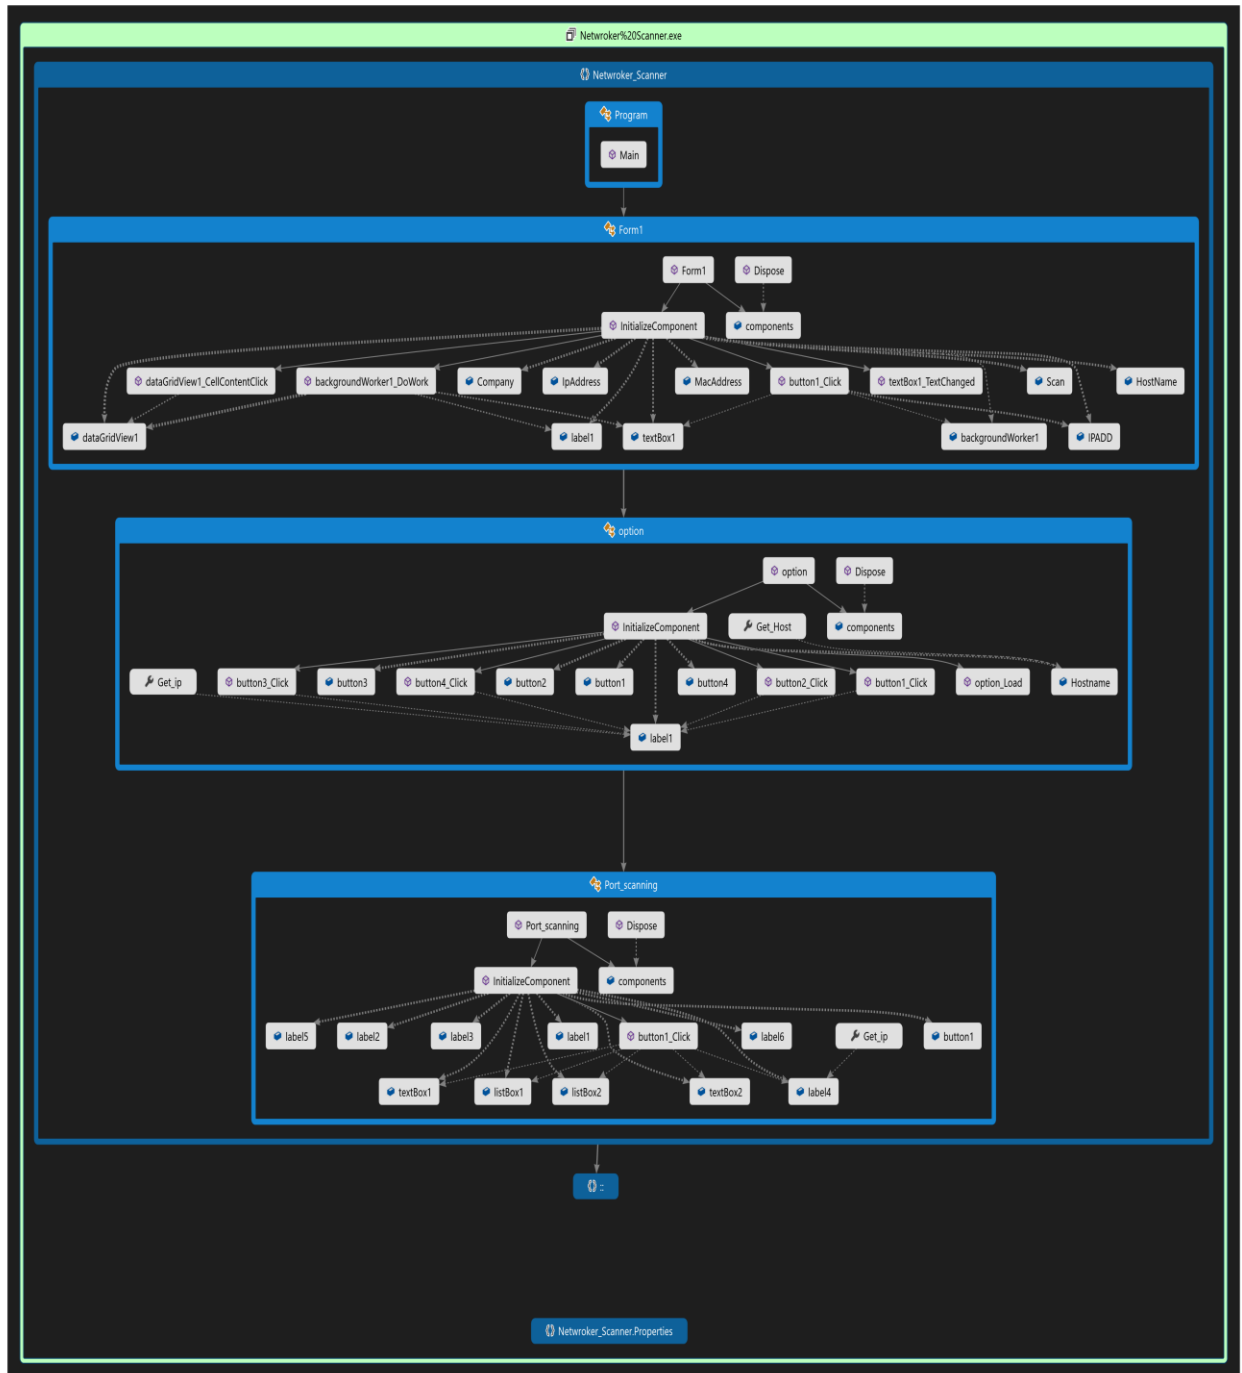 Netwroker%20Scanner.exe
Netwroker_Scanner
Program
Main
Form1
Form1 Dispose
InitializeComponent components
dataGridView1_CellContentClick backgroundWorker1_DoWork Company IpAddress MacAddress button1_Click textBox1_TextChanged Scan HostName
dataGridView1 label1 textBox1 backgroundWorker1 IPADD
option
option Dispose
InitializeComponent Get_Host components
Get_ip button3_Click button3 button4_Click button2 button1 button4 button2_Click button1_Click option_Load Hostname
label1
Port_scanning
Port_scanning Dispose
InitializeComponent components
label5 label2 label3 label1 button1_Click label6 Get_ip button1
textBox1 listBox1 listBox2 textBox2 label4
::
Netwroker_Scanner.Properties